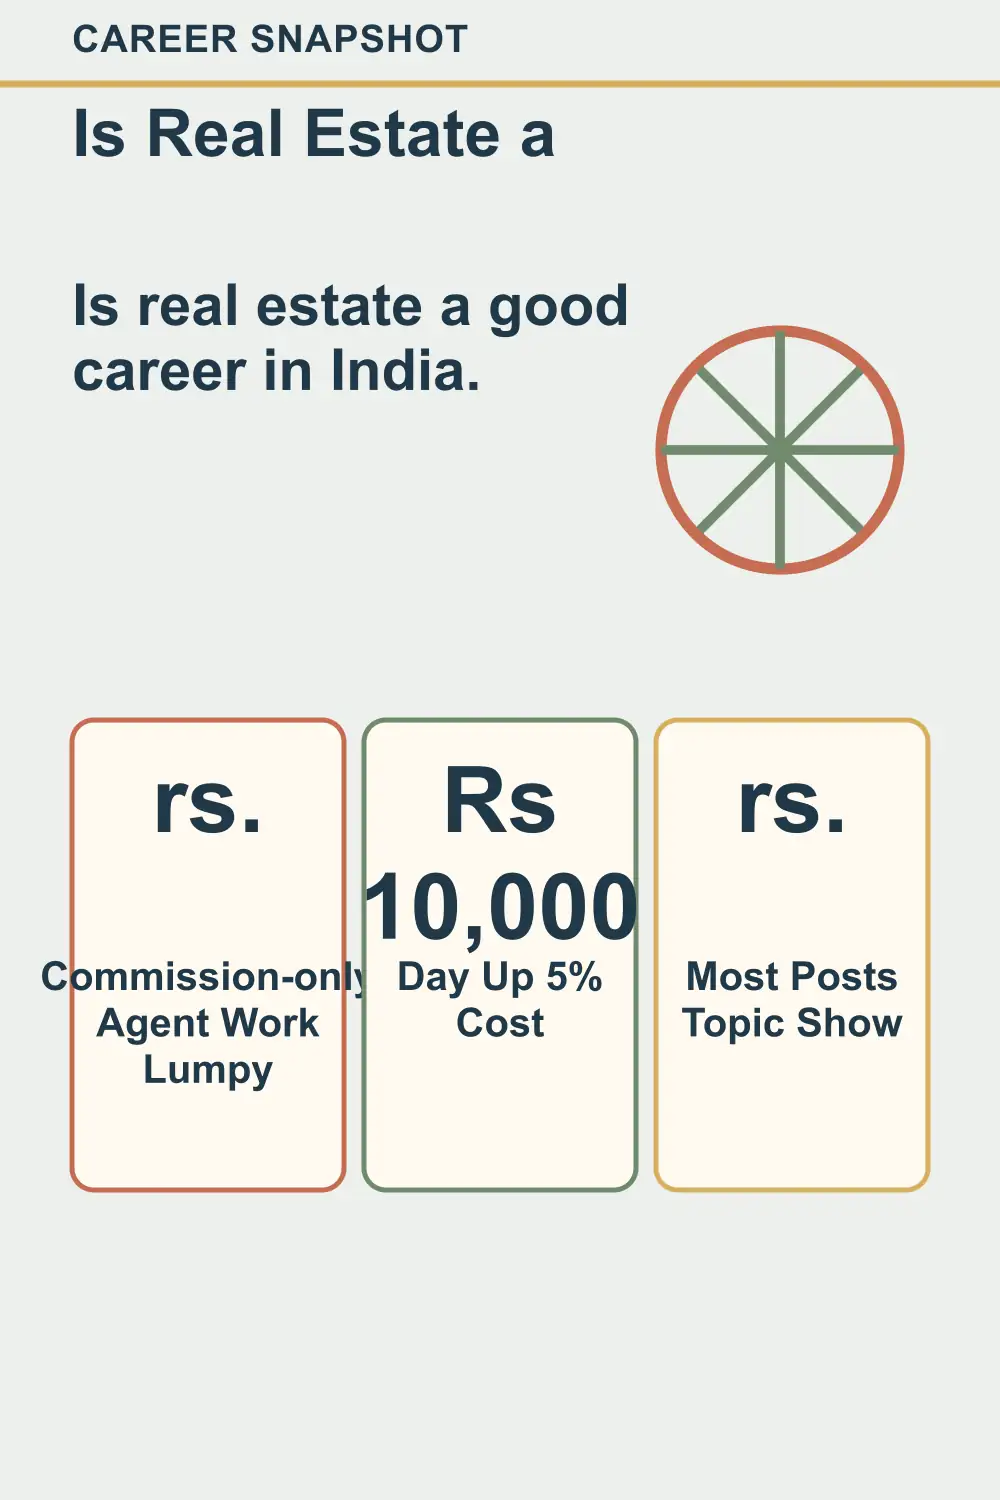 CAREER SNAPSHOT
Is Real Estate a
Is real estate a good
career in India.
rs.
Commission-only
Agent Work
Lumpy
Rs
10,000
Day Up 5%
Cost
rs.
Most Posts
Topic Show